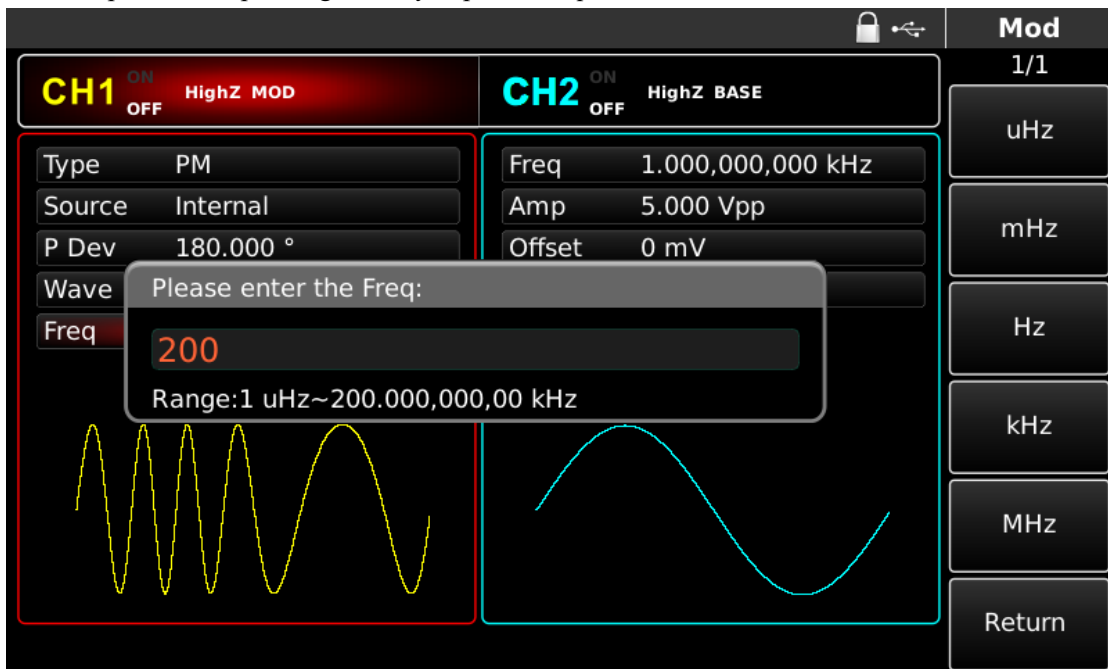 Mod
1/1
CH1 ON OFF HighZ MOD
CH2 ON OFF HighZ BASE
uHz
Type PM
Freq 1.000,000,000 kHz
Source Internal
Amp 5.000 Vpp
mHz
P Dev 180.000 °
Offset 0 mV
Wave
Please enter the Freq:
Freq
200
Hz
Range:1 uHz~200.000,000,00 kHz
kHz
MHz
Return